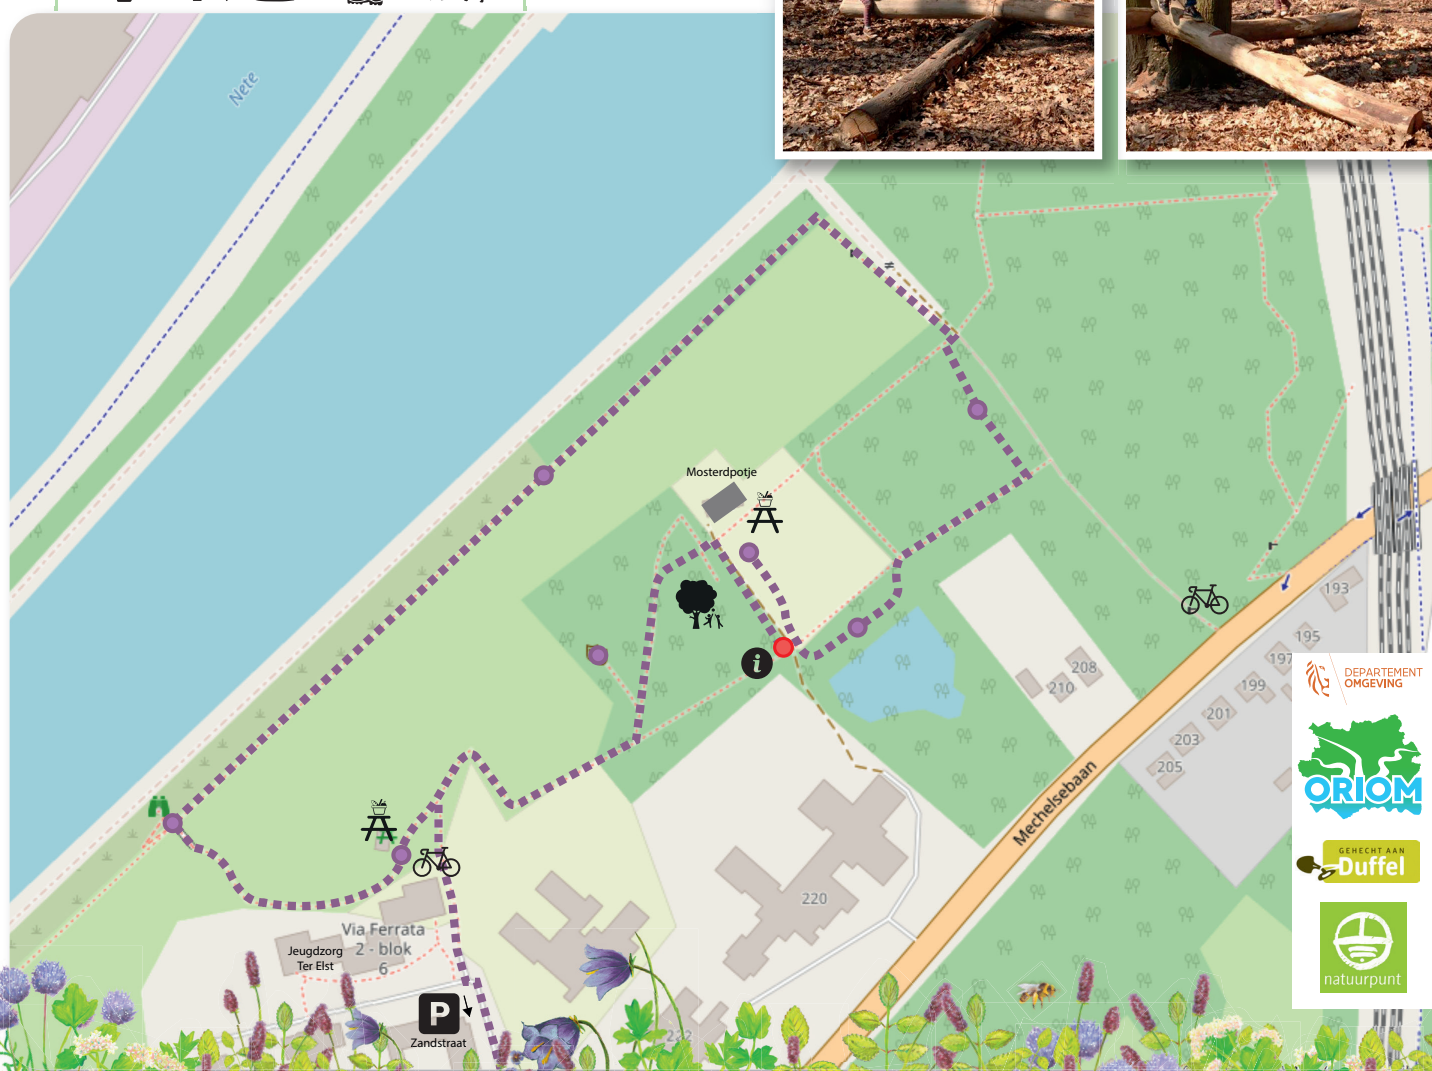 Nete
Mosterdpotje
i
193
195
197
199
201
203
205
208
210
Mechelsebaan
220
222
Via Ferrata
2 - blok
6
Jeugdzorg
Ter Elst
P
Zandstraat
DEPARTEMENT
OMGEVING
ORIOM
GEHECHT AAN
Duffel
natuurpunt